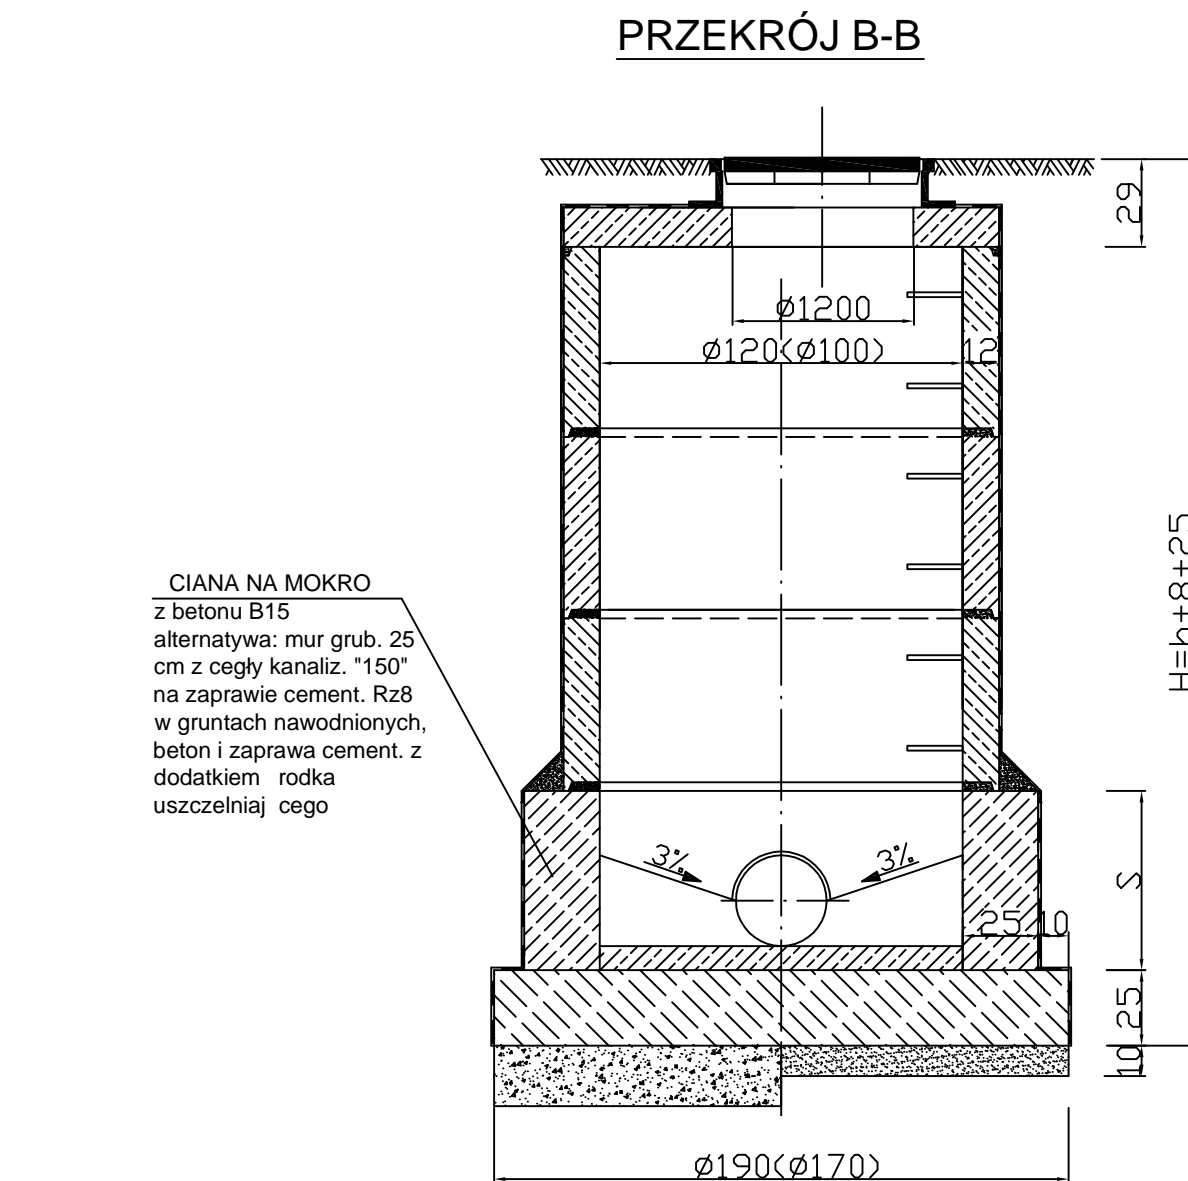 PRZEKRÓJ B-B
29
ø1200
ø120(ø100)
12
H=h+8+25
CIANA NA MOKRO
z betonu B15
alternatywa: mur grub. 25
cm z cegły kanaliz. "150"
na zaprawie cement. Rz8
w gruntach nawodnionych,
beton i zaprawa cement. z
dodatkiem rodka
uszczelniaj cego
3%
3%
S
25
10
25
10
ø190(ø170)